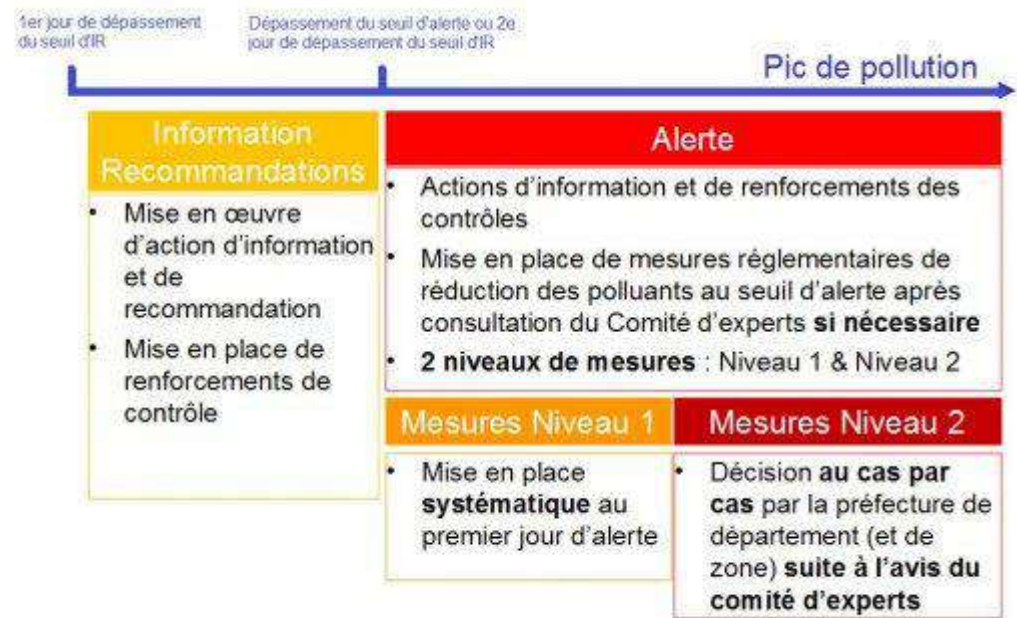 1er jour de dépassement
du seuil d'IR
Dépassement du seuil d'alerte ou 2e
jour de dépassement du seuil d'IR
Pic de pollution
Information
Recommandations
• Mise en œuvre
d'action d'information
et de
recommandation
• Mise en place de
renforcements de
contrôle
Alerte
• Actions d'information et de renforcements des
contrôles
• Mise en place de mesures réglementaires de
réduction des polluants au seuil d'alerte après
consultation du Comité d'experts si nécessaire
• 2 niveaux de mesures : Niveau 1 & Niveau 2
Mesures Niveau 1
• Mise en place
systématique au
premier jour d'alerte
Mesures Niveau 2
• Décision au cas par
cas par la préfecture de
département (et de
zone) suite à l'avis du
comité d'experts